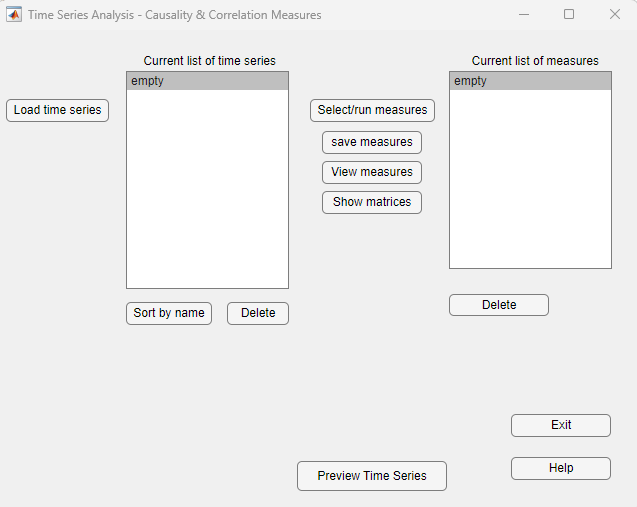 Time Series Analysis - Causality & Correlation Measures
Current list of time series
Current list of measures
empty
empty
Load time series
Select/run measures
save measures
View measures
Show matrices
Sort by name
Delete
Delete
Exit
Help
Preview Time Series